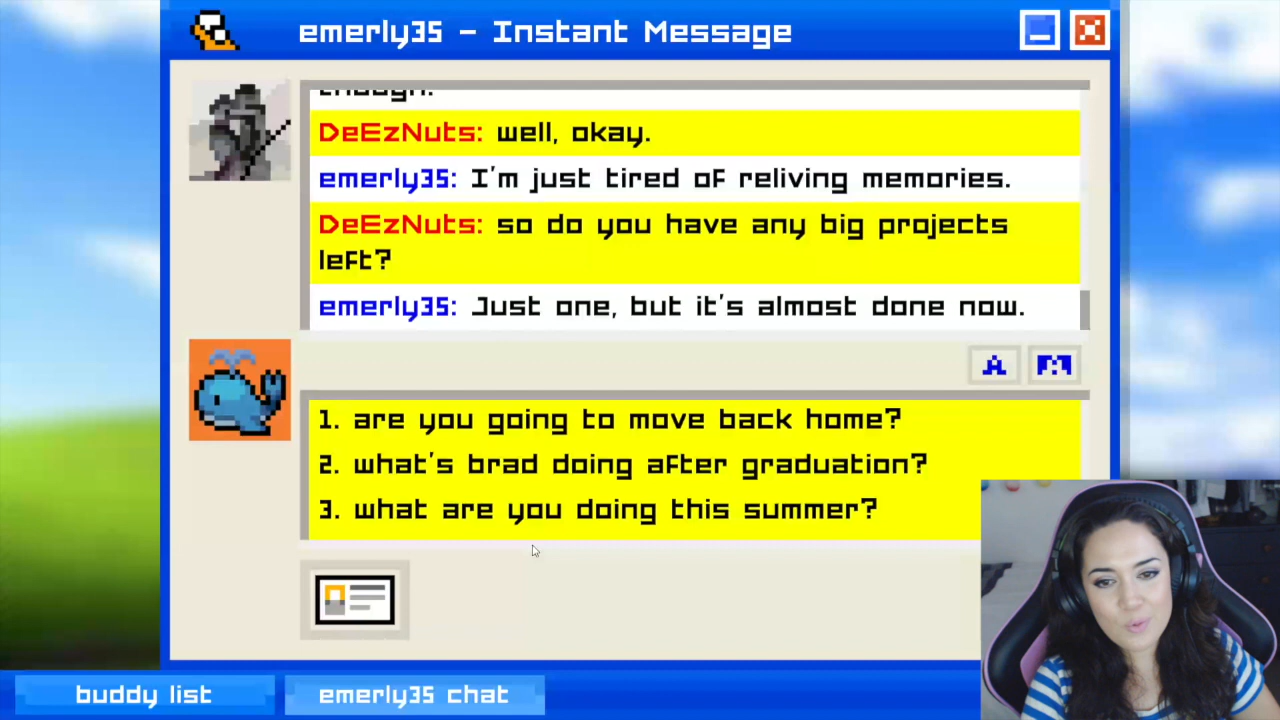 emerly35 - Instant Message
though.
DeEzNuts: well, okay.
emerly35: I'm just tired of reliving memories.
DeEzNuts: so do you have any big projects
left?
emerly35: Just one, but it's almost done now.
A
1. are you going to move back home?
2. what's brad doing after graduation?
3. what are you doing this summer?
buddy list
emerly35 chat